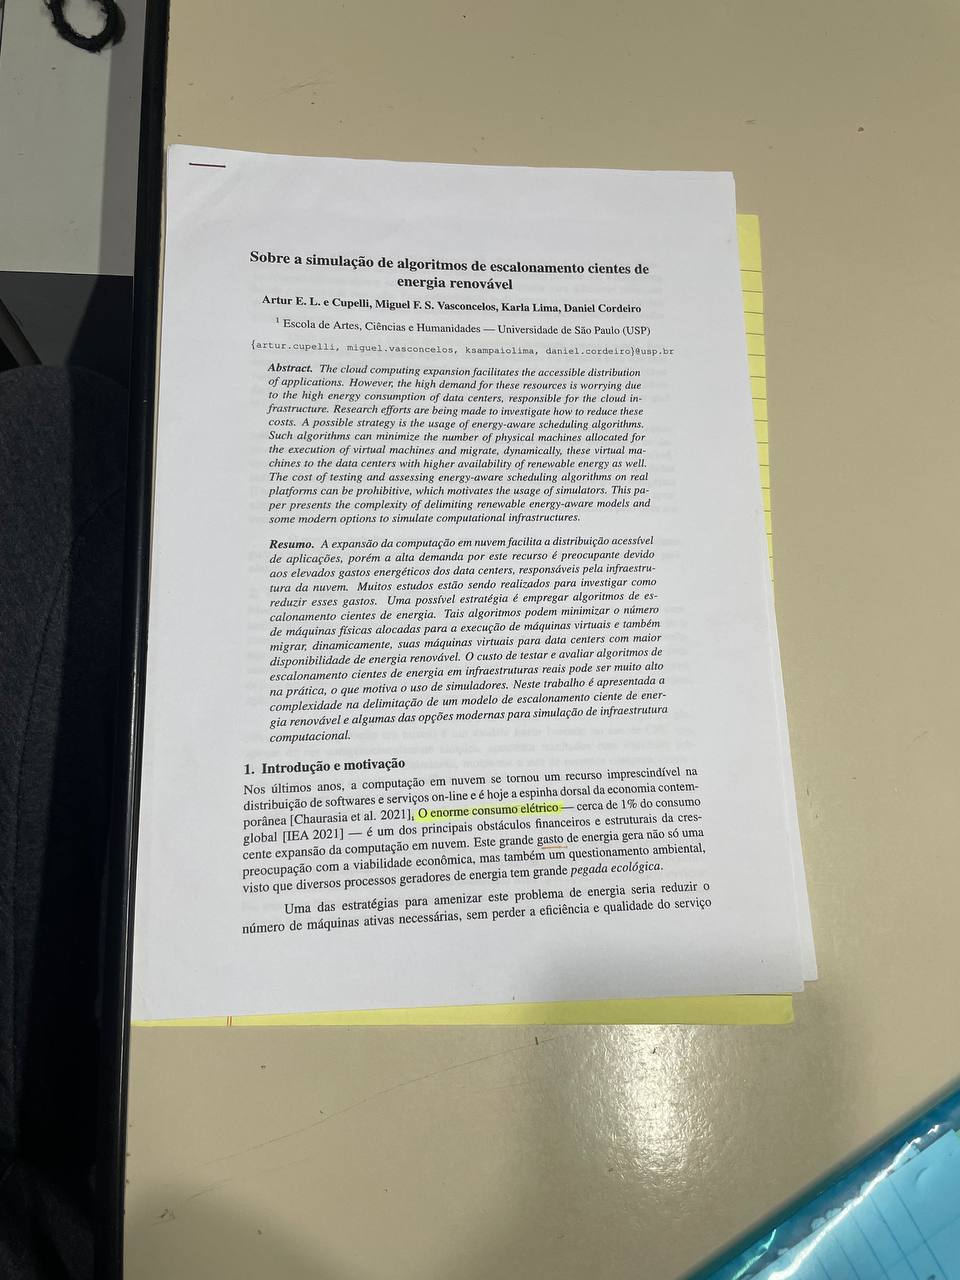 Sobre a simulação de algoritmos de escalonamento cientes de
energia renovável
Artur E. L. e Cupelli, Miguel F. S. Vasconcelos, Karla Lima, Daniel Cordeiro
1 Escola de Artes, Ciências e Humanidades — Universidade de São Paulo (USP)
{artur.cupelli, miguel.vasconcelos, ksampaiolima, daniel.cordeiro}@usp.br
Abstract. The cloud computing expansion facilitates the accessible distribution
of applications. However, the high demand for these resources is worrying due
to the high energy consumption of data centers, responsible for the cloud in-
frastructure. Research efforts are being made to investigate how to reduce these
costs. A possible strategy is the usage of energy-aware scheduling algorithms.
Such algorithms can minimize the number of physical machines allocated for
the execution of virtual machines and migrate, dynamically, these virtual ma-
chines to the data centers with higher availability of renewable energy as well.
The cost of testing and assessing energy-aware scheduling algorithms on real
platforms can be prohibitive, which motivates the usage of simulators. This pa-
per presents the complexity of delimiting renewable energy-aware models and
some modern options to simulate computational infrastructures.
Resumo. A expansão da computação em nuvem facilita a distribuição acessível
de aplicações, porém a alta demanda por este recurso é preocupante devido
aos elevados gastos energéticos dos data centers, responsáveis pela infraestru-
tura da nuvem. Muitos estudos estão sendo realizados para investigar como
reduzir esses gastos. Uma possível estratégia é empregar algoritmos de es-
calonamento cientes de energia. Tais algoritmos podem minimizar o número
de máquinas físicas alocadas para a execução de máquinas virtuais e também
migrar, dinamicamente, suas máquinas virtuais para data centers com maior
disponibilidade de energia renovável. O custo de testar e avaliar algoritmos de
escalonamento cientes de energia em infraestruturas reais pode ser muito alto
na prática, o que motiva o uso de simuladores. Neste trabalho é apresentada a
complexidade na delimitação de um modelo de escalonamento ciente de ener-
gia renovável e algumas das opções modernas para simulação de infraestrutura
computacional.
1. Introdução e motivação
Nos últimos anos, a computação em nuvem se tornou um recurso imprescindível na
distribuição de softwares e serviços on-line e é hoje a espinha dorsal da economia contem-
porânea [Chaurasia et al. 2021]. O enorme consumo elétrico — cerca de 1% do consumo
global [IEA 2021] — é um dos principais obstáculos financeiros e estruturais da cres-
cente expansão da computação em nuvem. Este grande gasto de energia gera não só uma
preocupação com a viabilidade econômica, mas também um questionamento ambiental,
visto que diversos processos geradores de energia tem grande pegada ecológica.
Uma das estratégias para amenizar este problema de energia seria reduzir o
número de máquinas ativas necessárias, sem perder a eficiência e qualidade do serviço